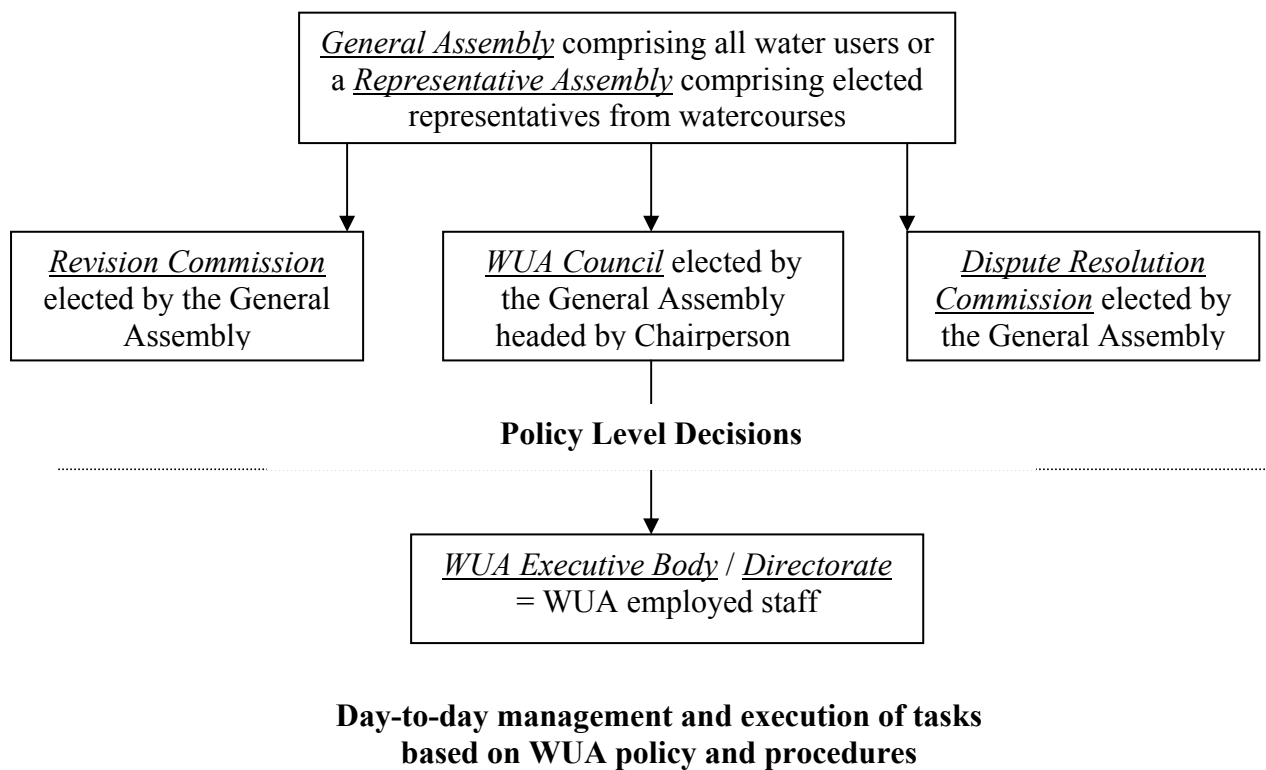 General Assembly comprising all water users or
a Representative Assembly comprising elected
representatives from watercourses
Revision Commission
elected by the General
Assembly
WUA Council elected by
the General Assembly
headed by Chairperson
Dispute Resolution
Commission elected by
the General Assembly
Policy Level Decisions
WUA Executive Body / Directorate
= WUA employed staff
Day-to-day management and execution of tasks
based on WUA policy and procedures